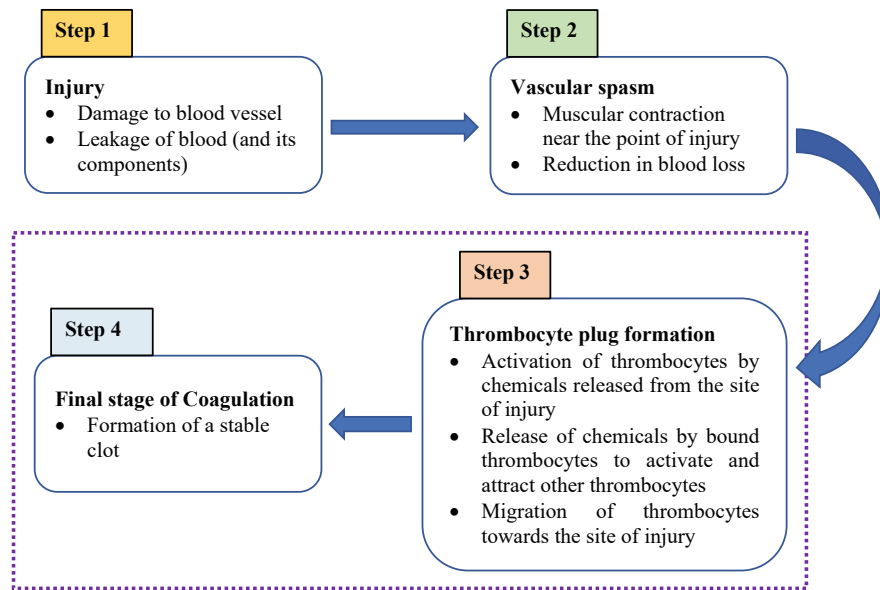 Step 1
Injury
• Damage to blood vessel
• Leakage of blood (and its
components)
Step 2
Vascular spasm
• Muscular contraction
near the point of injury
• Reduction in blood loss
Step 3
Thrombocyte plug formation
• Activation of thrombocytes by
chemicals released from the site
of injury
• Release of chemicals by bound
thrombocytes to activate and
attract other thrombocytes
• Migration of thrombocytes
towards the site of injury
Step 4
Final stage of Coagulation
• Formation of a stable
clot